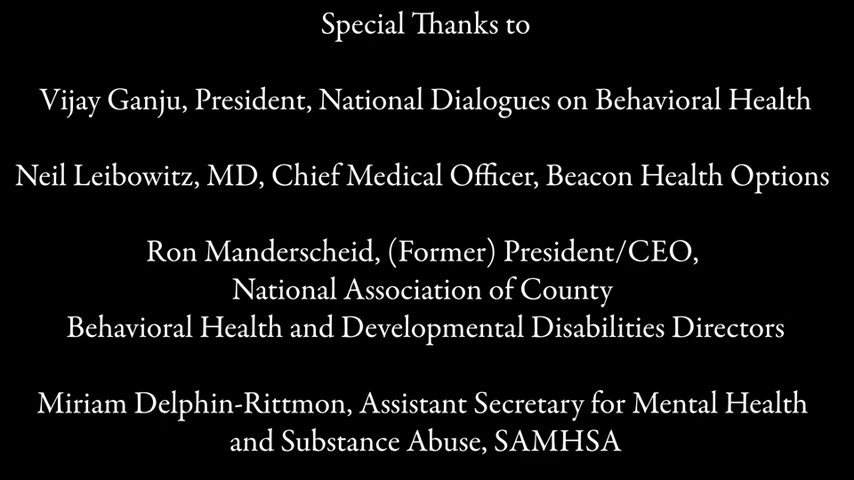 Special Thanks to
Vijay Ganju, President, National Dialogues on Behavioral Health
Neil Leibowitz, MD, Chief Medical Officer, Beacon Health Options
Ron Manderscheid, (Former) President/CEO,
National Association of County
Behavioral Health and Developmental Disabilities Directors
Miriam Delphin-Rittmon, Assistant Secretary for Mental Health
and Substance Abuse, SAMHSA